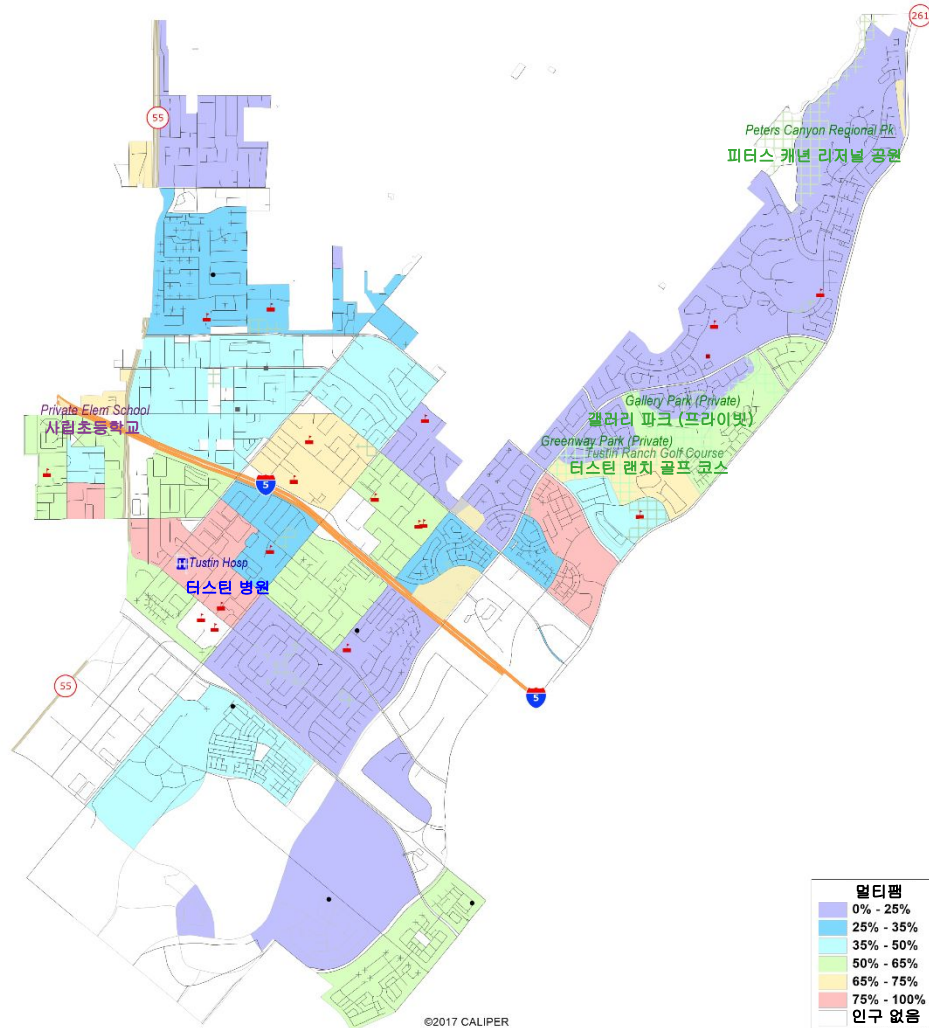 261
55
Peters Canyon Regional Pk
피터스 캐년 리저널 공원
Private Elem School
사립초등학교
Gallery Park (Private)
갤러리 파크 (프라이빗)
Greenway Park (Private)
Tustin Ranch Golf Course
터스틴 랜치 골프 코스
5
H Tustin Hosp
터스틴 병원
55
5
멀티팸
0% - 25%
25% - 35%
35% - 50%
50% - 65%
65% - 75%
75% - 100%
인구 없음
©2017 CALIPER